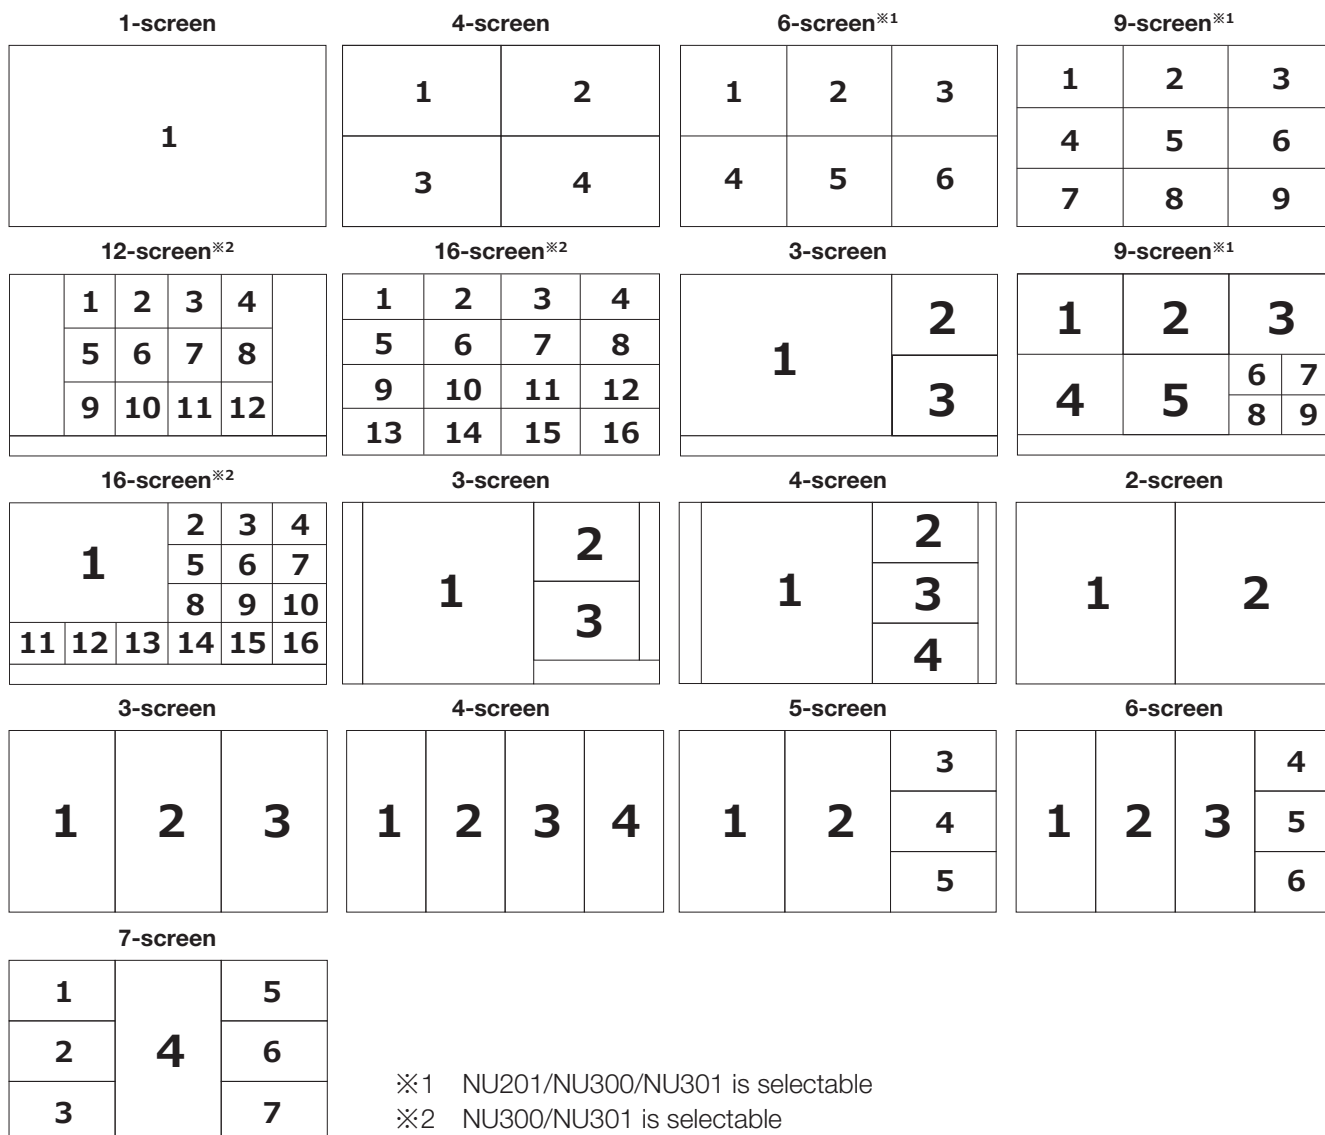 1-screen 4-screen 6-screen※1 9-screen※1
1
1 2
3 4
1 2 3
4 5 6
1 2 3
4 5 6
7 8 9
12-screen※2 16-screen※2 3-screen 9-screen※1
1 2 3 4
5 6 7 8
9 10 11 12
1 2 3 4
5 6 7 8
9 10 11 12
13 14 15 16
1
2
3
1 2 3
4 5
6 7
8 9
16-screen※2 3-screen 4-screen 2-screen
1
2 3 4
5 6 7
8 9 10
11 12 13 14 15 16
1
2
3
1
2
3
4
1 2
3-screen 4-screen 5-screen 6-screen
1 2 3
1 2 3 4
1 2
3
4
5
1 2 3
4
5
6
7-screen
1
2
3
4
5
6
7
※1 NU201/NU300/NU301 is selectable
※2 NU300/NU301 is selectable